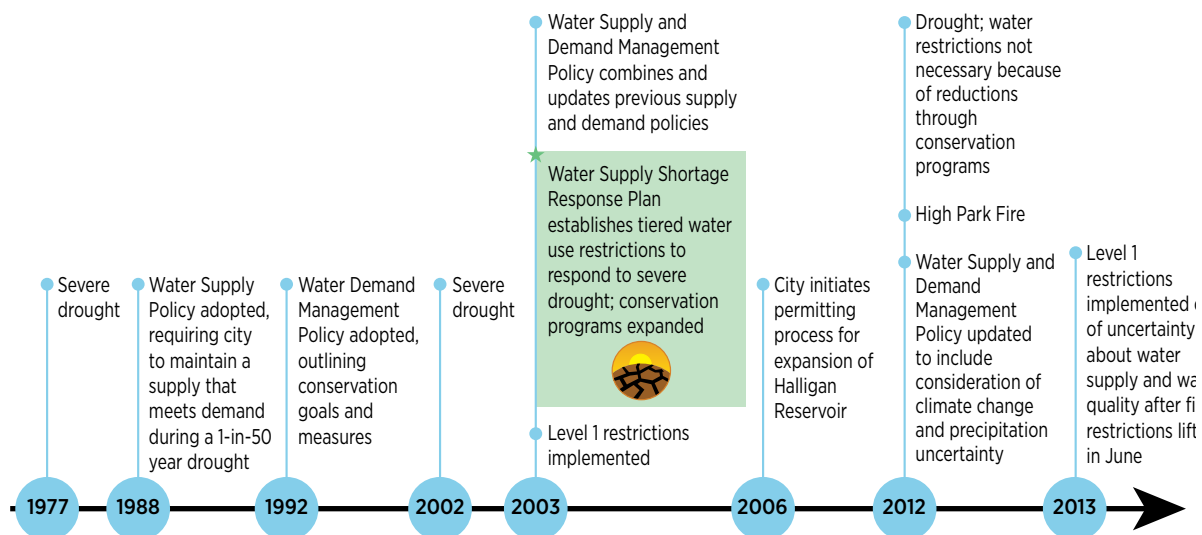 Severe
drought
Water Supply
Policy adopted,
requiring city
to maintain a
supply that
meets demand
during a 1-in-50
year drought
Water Demand
Management
Policy adopted,
outlining
conservation
goals and
measures
Severe
drought
Water Supply and
Demand Management
Policy combines and
updates previous supply
and demand policies
Water Supply Shortage
Response Plan
establishes tiered water
use restrictions to
respond to severe
drought; conservation
programs expanded
Level 1 restrictions
implemented
City initiates
permitting
process for
expansion of
Halligan
Reservoir
Drought; water
restrictions not
necessary because
of reductions
through
conservation
programs
High Park Fire
Water Supply and
Demand
Management
Policy updated
to include
consideration of
climate change
and precipitation
uncertainty
Level 1
restrictions
implemented
of uncertainty
about water
supply and
quality after
restrictions
in June
1977 1988 1992 2002 2003 2006 2012 2013